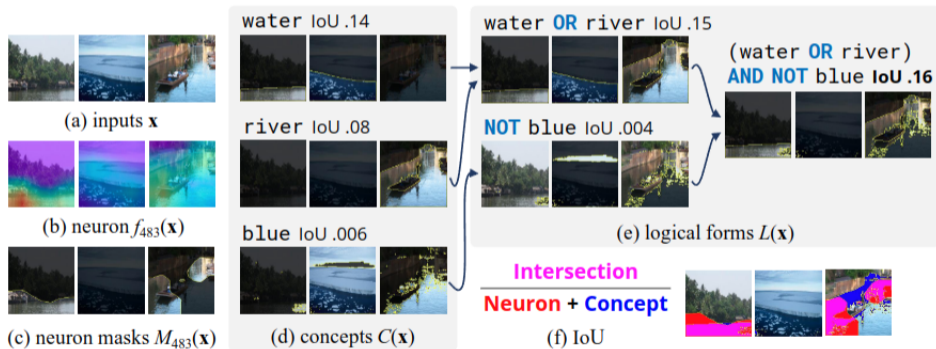 (a) inputs x
(b) neuron f483(x)
(c) neuron masks M483(x)
water IoU .14
river IoU .08
blue IoU .006
(d) concepts C(x)
water OR river IoU .15
NOT blue IoU .004
(water OR river)
AND NOT blue IoU .16
(e) logical forms L(x)
Intersection
Neuron + Concept
(f) IoU